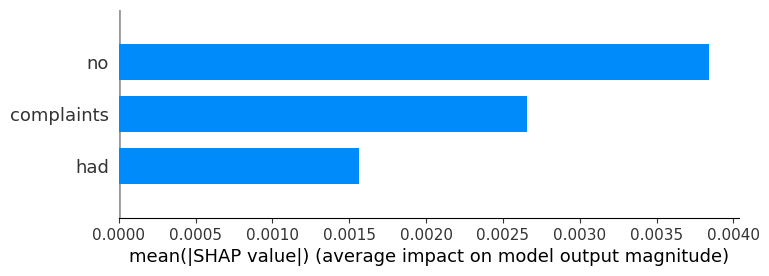 no
complaints
had
0.0000 0.0005 0.0010 0.0015 0.0020 0.0025 0.0030 0.0035 0.0040
mean(|SHAP value|) (average impact on model output magnitude)